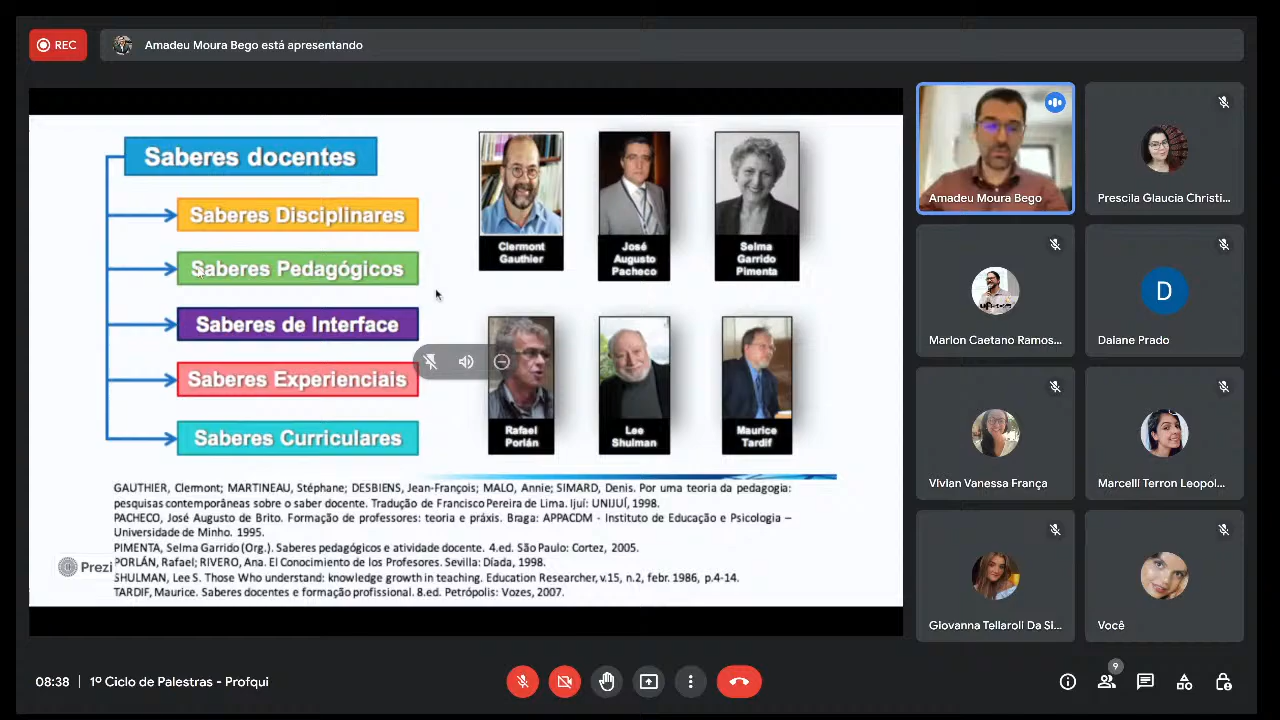 REC
Amadeu Moura Bego está apresentando
Saberes docentes
Saberes Disciplinares
Saberes Pedagógicos
Saberes de Interface
Saberes Experienciais
Saberes Curriculares
Clermont
Gauthier
José
Augusto
Pacheco
Selma
Garrido
Pimenta
Rafael
Porlán
Lee
Shulman
Maurice
Tardif
GAUTHIER, Clermont; MARTINEAU, Stéphane; DESBIENS, Jean-François; MALO, Annie; SIMARD, Denis. Por uma teoria da pedagogia:
pesquisas contemporâneas sobre o saber docente. Tradução de Francisco Pereira de Lima. Ijuí: UNIJUÍ, 1998.
PACHECO, José Augusto de Brito. Formação de professores: teoria e práxis. Braga: APPACDM - Instituto de Educação e Psicologia –
Universidade de Minho. 1995.
PIMENTA, Selma Garrido (Org.). Saberes pedagógicos e atividade docente. 4.ed. São Paulo: Cortez, 2005.
PORLÁN, Rafael; RIVERO, Ana. El Conocimiento de los Profesores. Sevilla: Díada, 1998.
SHULMAN, Lee S. Those Who understand: knowledge growth in teaching. Education Researcher, v.15, n.2, febr. 1986, p.4-14.
TARDIF, Maurice. Saberes docentes e formação profissional. 8.ed. Petrópolis: Vozes, 2007.
Prezi
Amadeu Moura Bego
Prescila Glaucia Christi...
Marlon Caetano Ramos...
D
Daiane Prado
Vivian Vanessa França
Marcelli Terron Leopol...
Giovanna Tellaroli Da Si...
Você
08:38 | 1º Ciclo de Palestras - Profqui
9